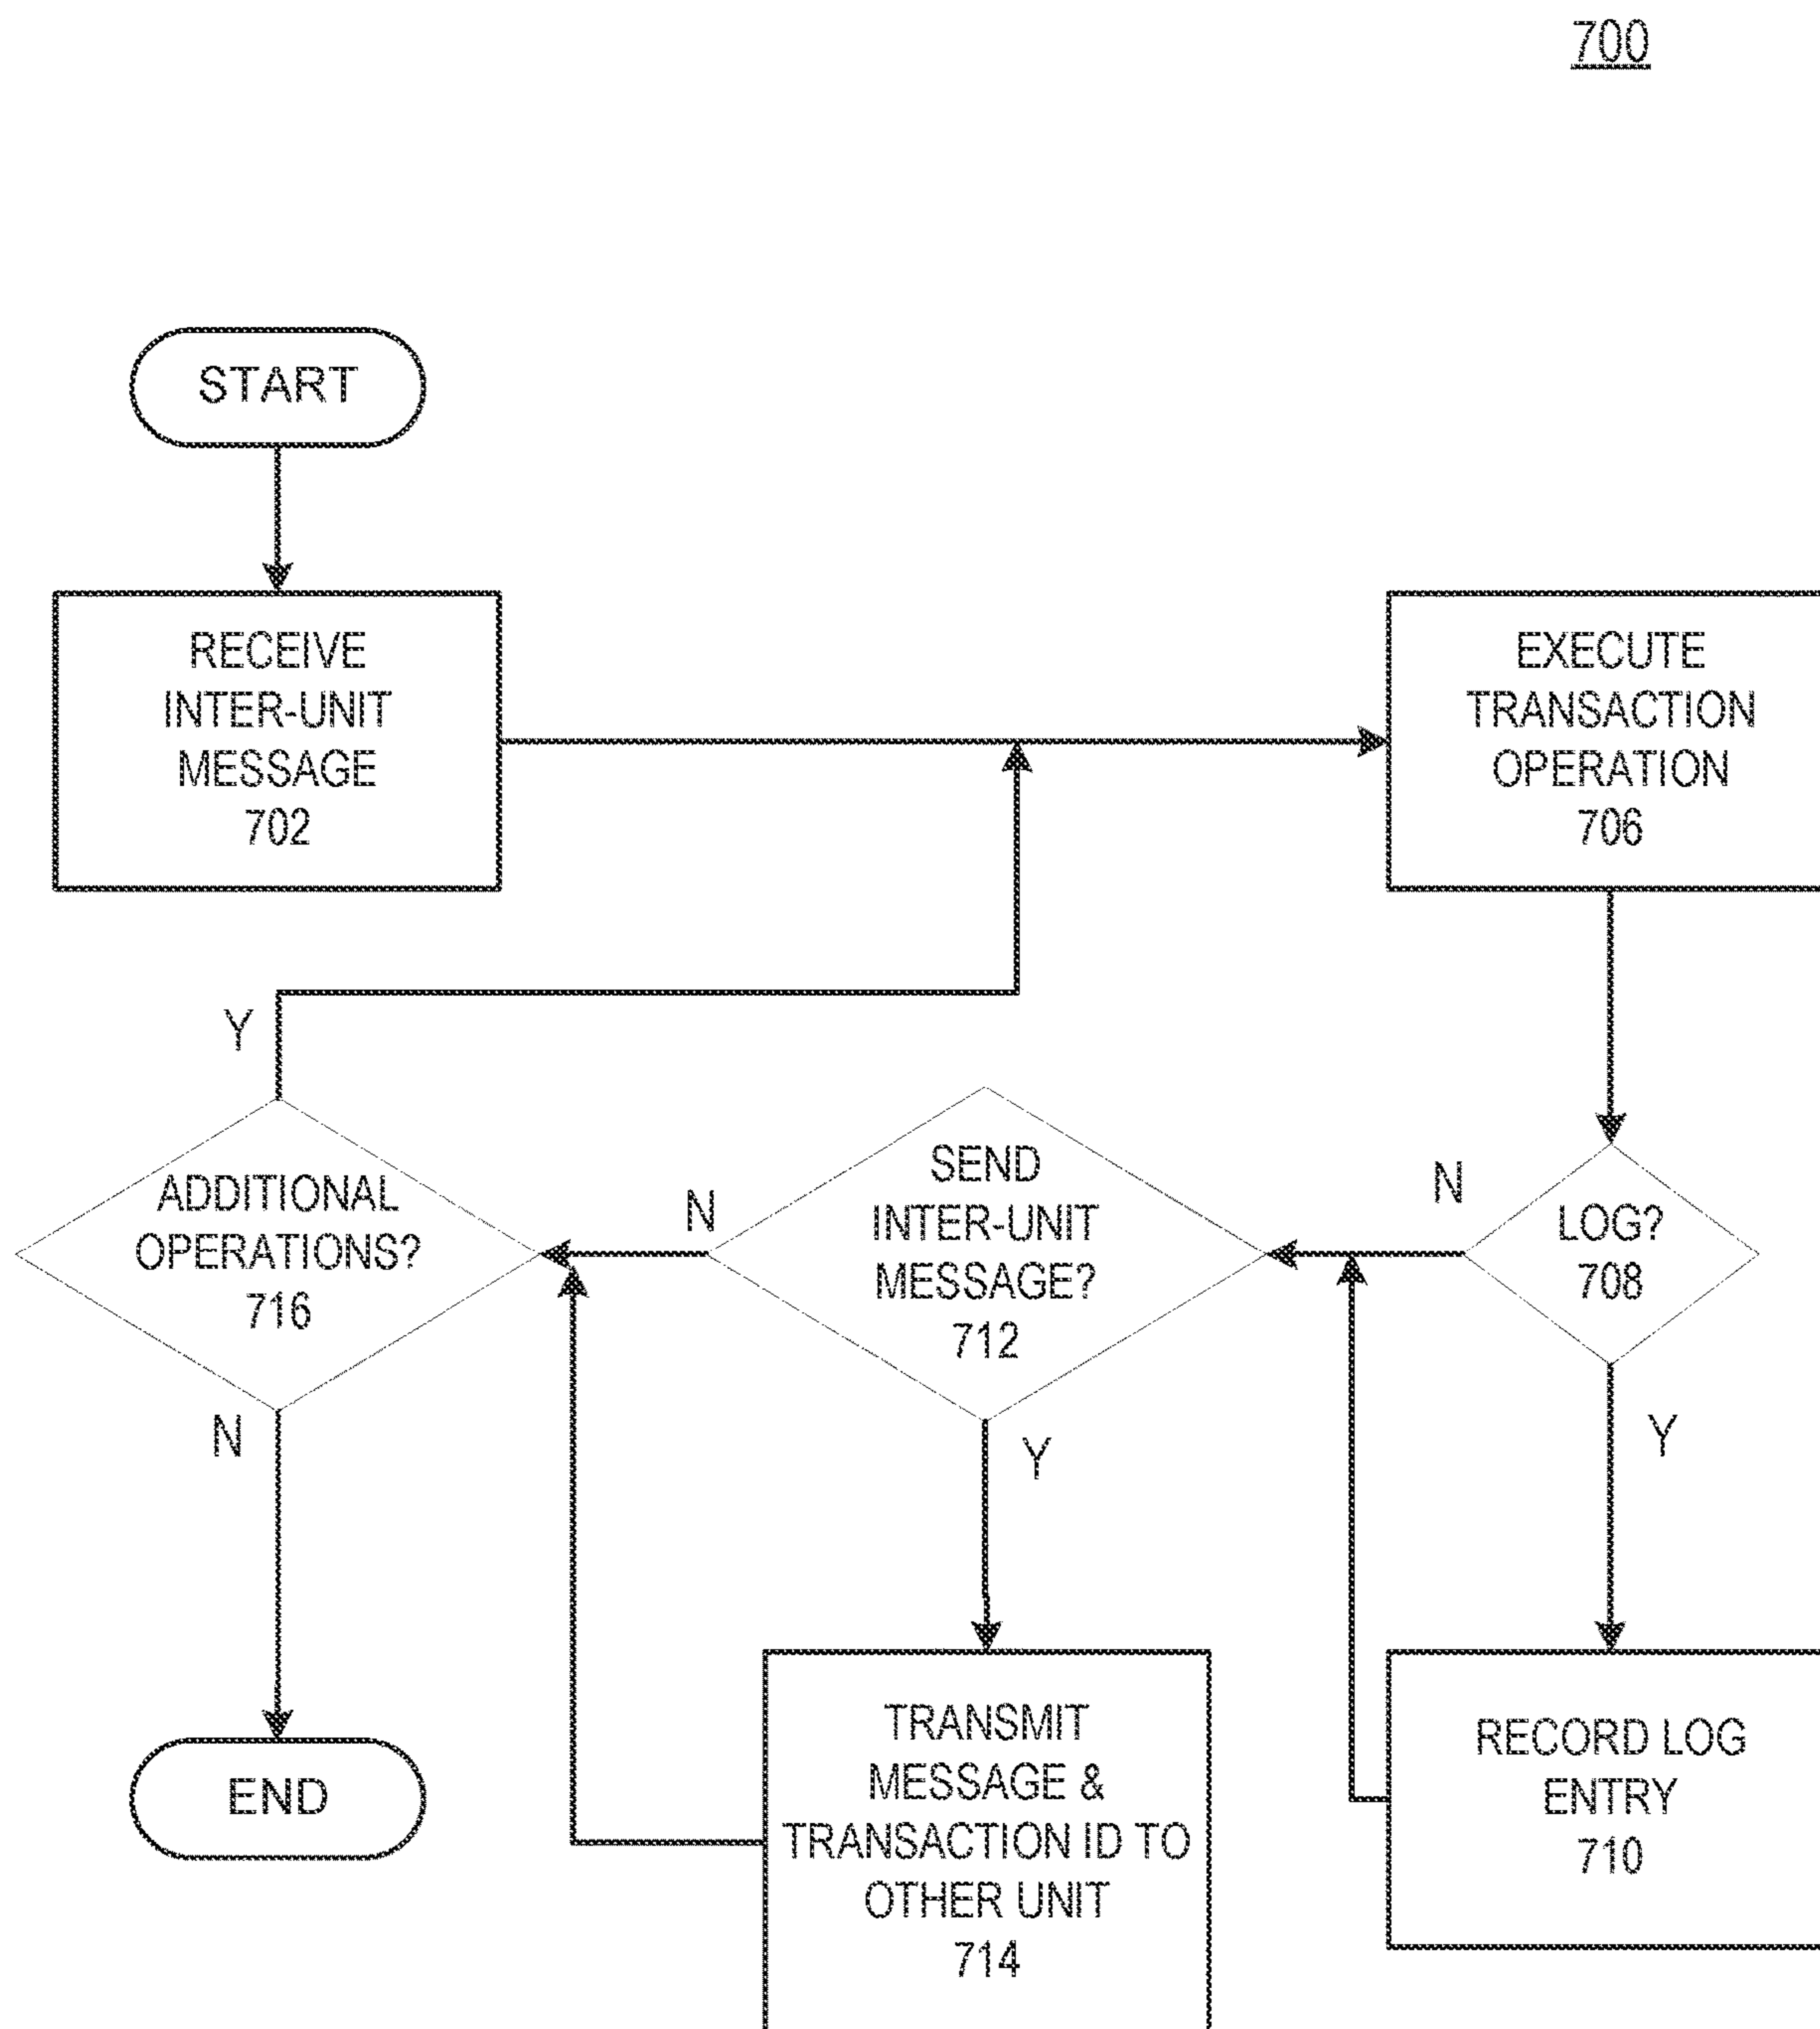 700
START
RECEIVE
INTER-UNIT
MESSAGE
702
EXECUTE
TRANSACTION
OPERATION
706
Y
ADDITIONAL
OPERATIONS?
716
N
N
SEND
INTER-UNIT
MESSAGE?
712
Y
N
LOG?
708
Y
END
TRANSMIT
MESSAGE &
TRANSACTION ID TO
OTHER UNIT
714
RECORD LOG
ENTRY
710